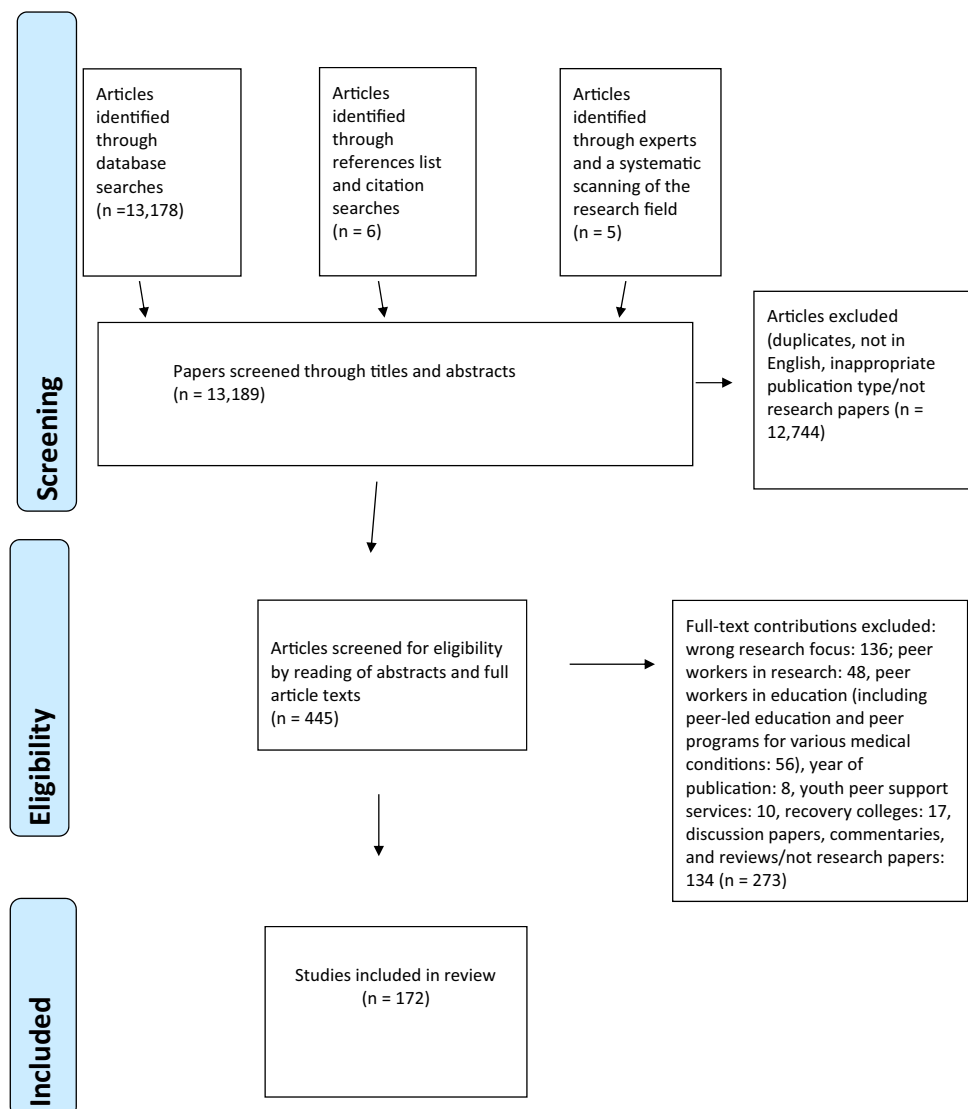 Screening
Articles
identified
through
database
searches
(n =13,178)
Articles
identified
through
references list
and citation
searches
(n = 6)
Articles
identified
through experts
and a systematic
scanning of the
research field
(n = 5)
Papers screened through titles and abstracts
(n = 13,189)
Articles excluded
(duplicates, not in
English, inappropriate
publication type/not
research papers (n =
12,744)
Eligibility
Articles screened for eligibility
by reading of abstracts and full
article texts
(n = 445)
Full-text contributions excluded:
wrong research focus: 136; peer
workers in research: 48, peer
workers in education (including
peer-led education and peer
programs for various medical
conditions: 56), year of
publication: 8, youth peer support
services: 10, recovery colleges: 17,
discussion papers, commentaries,
and reviews/not research papers:
134 (n = 273)
Included
Studies included in review
(n = 172)